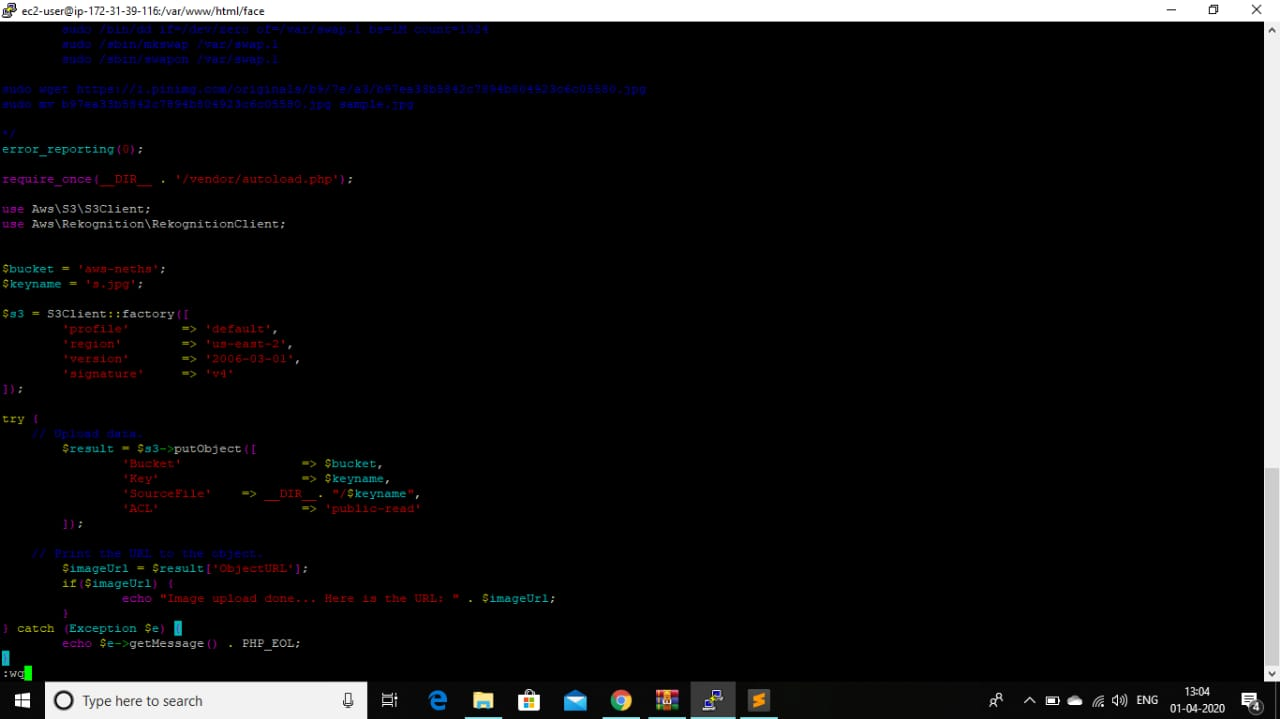 ec2-user@ip-172-31-39-116:/var/www/html/face
sudo /bin/dd if=/dev/zero of=/var/swap.1 bs=1M count=1024
sudo /sbin/mkswap /var/swap.1
sudo /sbin/swapon /var/swap.1
sudo wget https://i.pinimg.com/originals/b9/7e/a3/b97ea33b5842c7894b804923c6c05580.jpg
sudo mv b97ea33b5842c7894b804923c6c05580.jpg sample.jpg
*/
error_reporting(0);
require_once(__DIR__ . '/vendor/autoload.php');
use Aws\S3\S3Client;
use Aws\Rekognition\RekognitionClient;
$bucket = 'aws-neths';
$keyname = 's.jpg';
$s3 = S3Client::factory([
'profile' => 'default',
'region' => 'us-east-2',
'version' => '2006-03-01',
'signature' => 'v4'
]);
try {
// Upload data.
$result = $s3->putObject([
'Bucket' => $bucket,
'Key' => $keyname,
'SourceFile' => __DIR__. "/$keyname",
'ACL' => 'public-read'
]);
// Print the URL to the object.
$imageUrl = $result['ObjectURL'];
if($imageUrl) {
echo "Image upload done... Here is the URL: " . $imageUrl;
}
} catch (Exception $e) {
echo $e->getMessage() . PHP_EOL;
}
:wq
Type here to search
ENG
13:04
01-04-2020
4